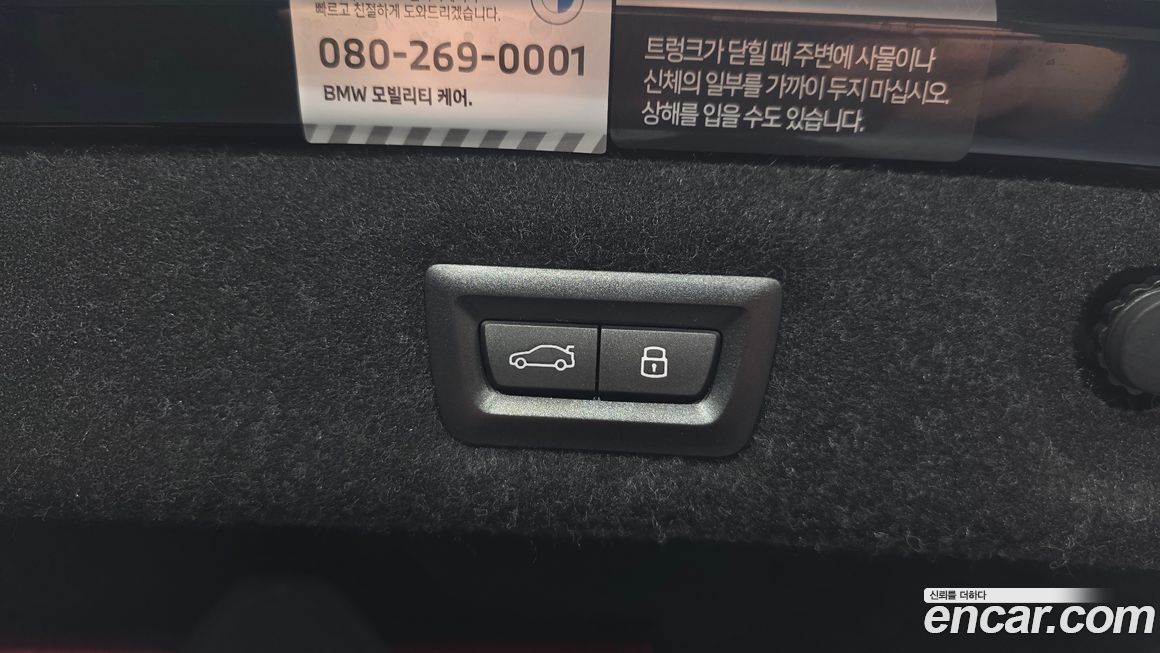 빠르고 친절하게 도와드리겠습니다.
080-269-0001
BMW 모빌리티 케어.
트렁크가 닫힐 때 주변에 사물이나
신체의 일부를 가까이 두지 마십시오.
상해를 입을 수도 있습니다.
신뢰를 더하다
encar.com